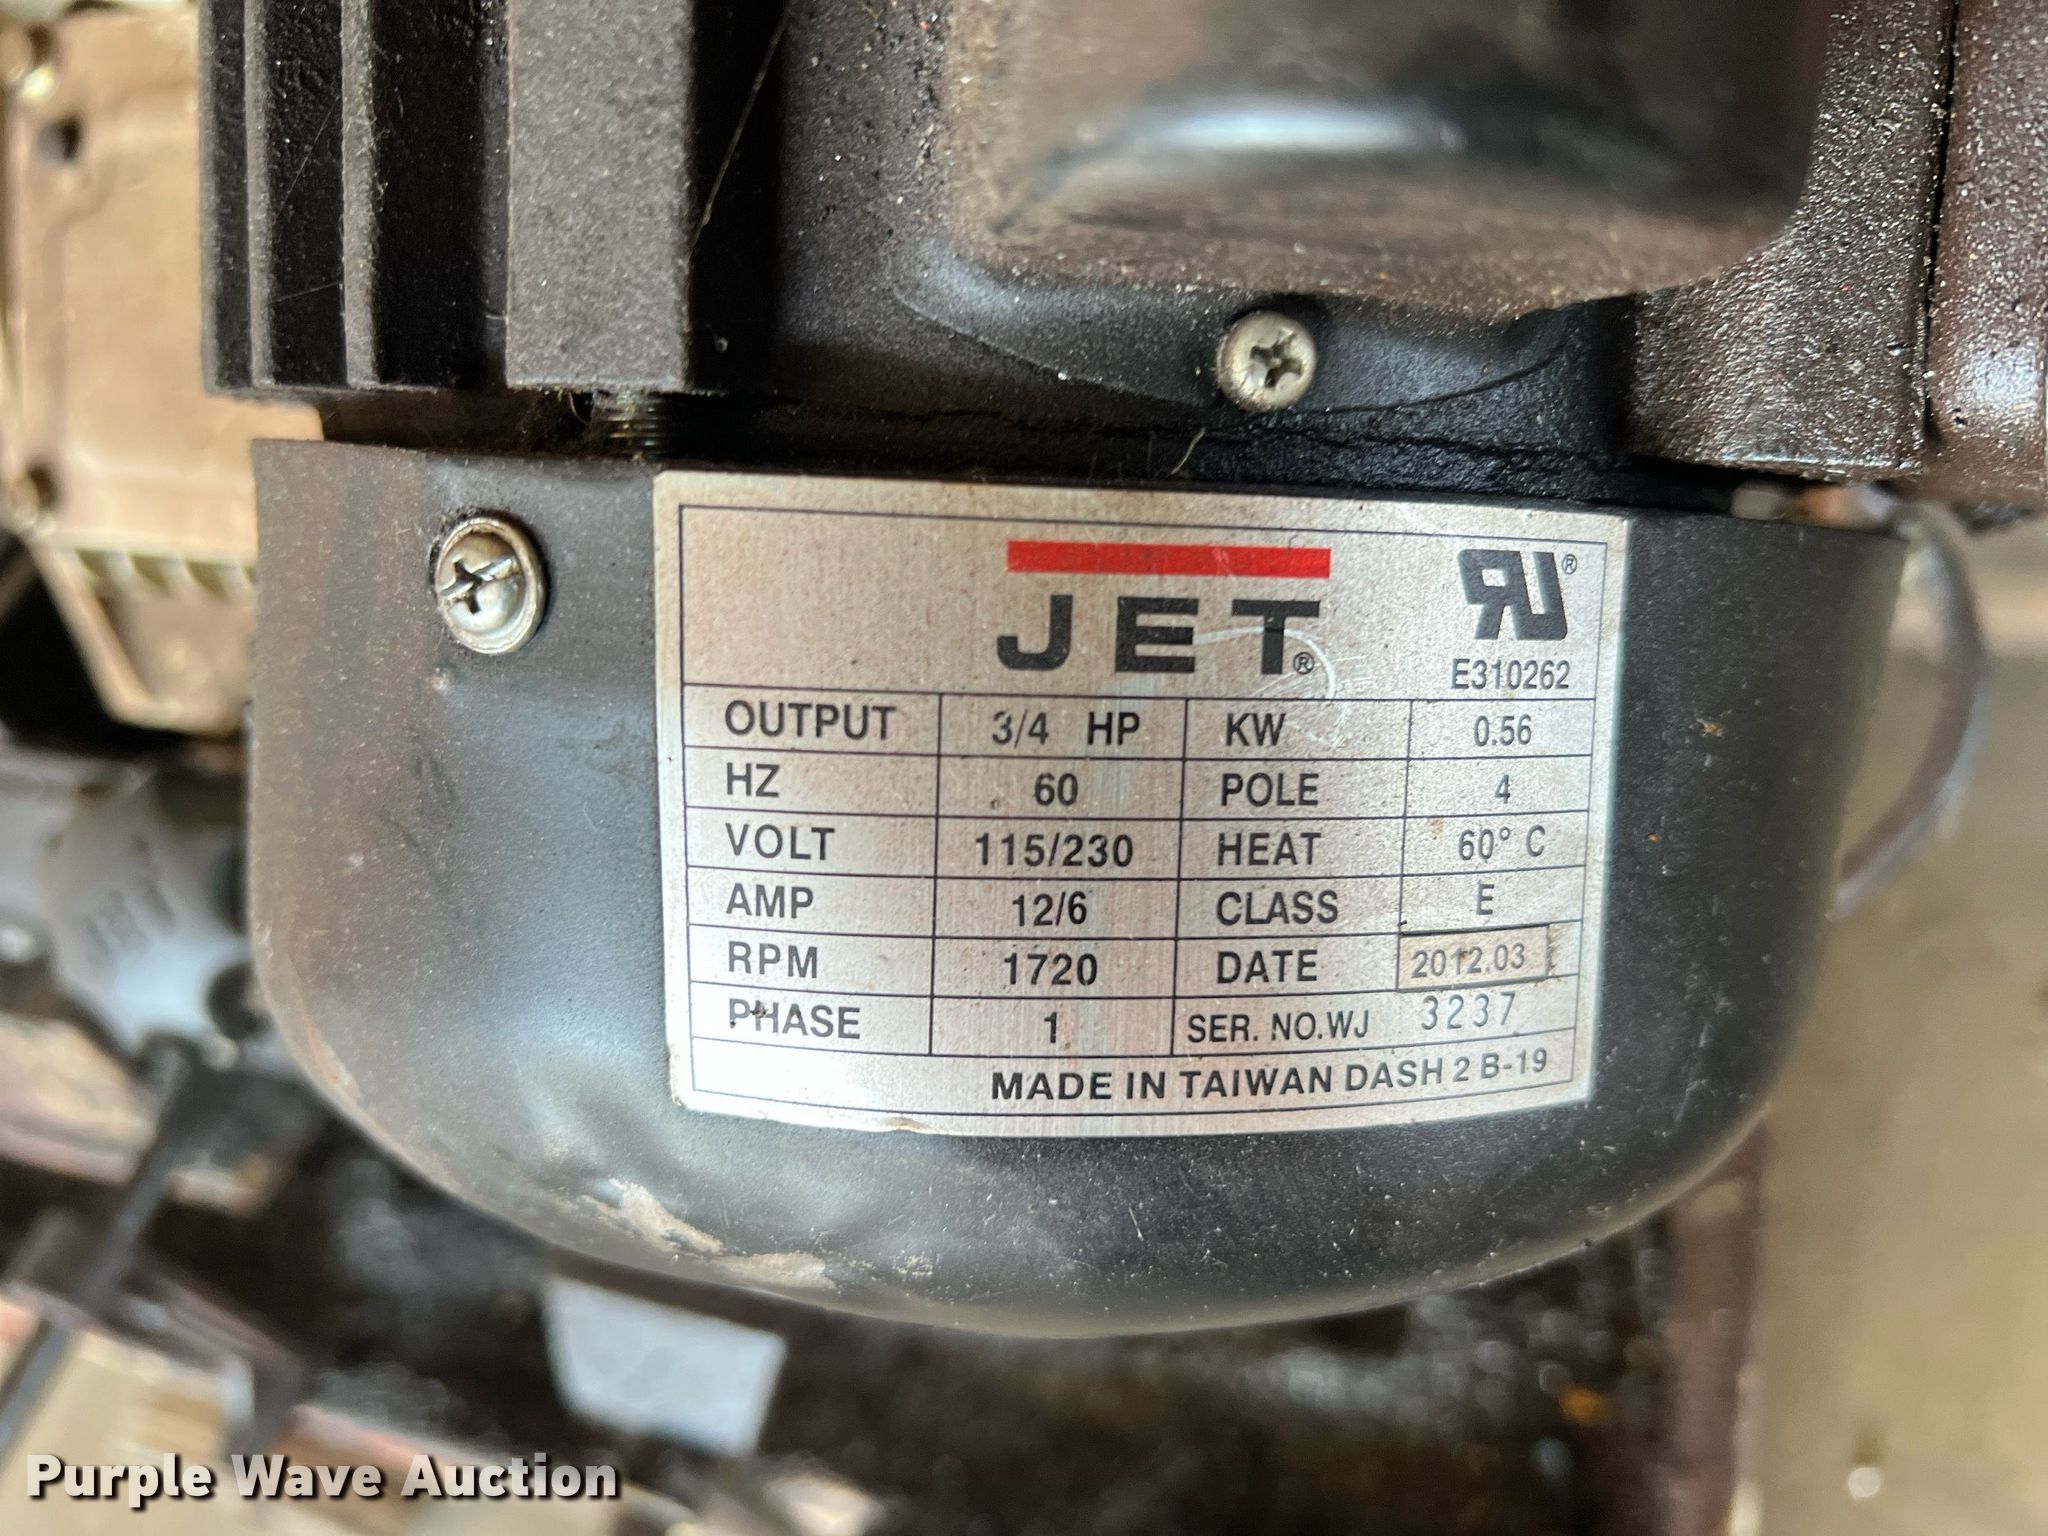 JET®
RU®
E310262
OUTPUT 3/4 HP KW 0.56
HZ 60 POLE 4
VOLT 115/230 HEAT 60° C
AMP 12/6 CLASS E
RPM 1720 DATE 2012.03
PHASE 1 SER. NO.WJ 3237
MADE IN TAIWAN DASH 2 B-19
Purple Wave Auction